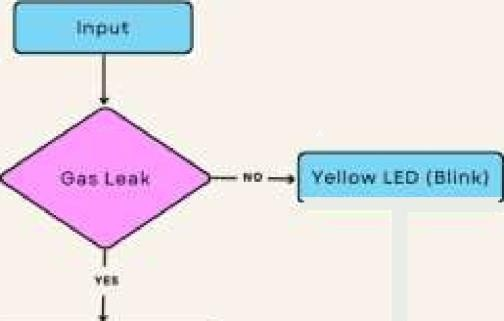 Input
Gas Leak
NO
Yellow LED (Blink)
YES